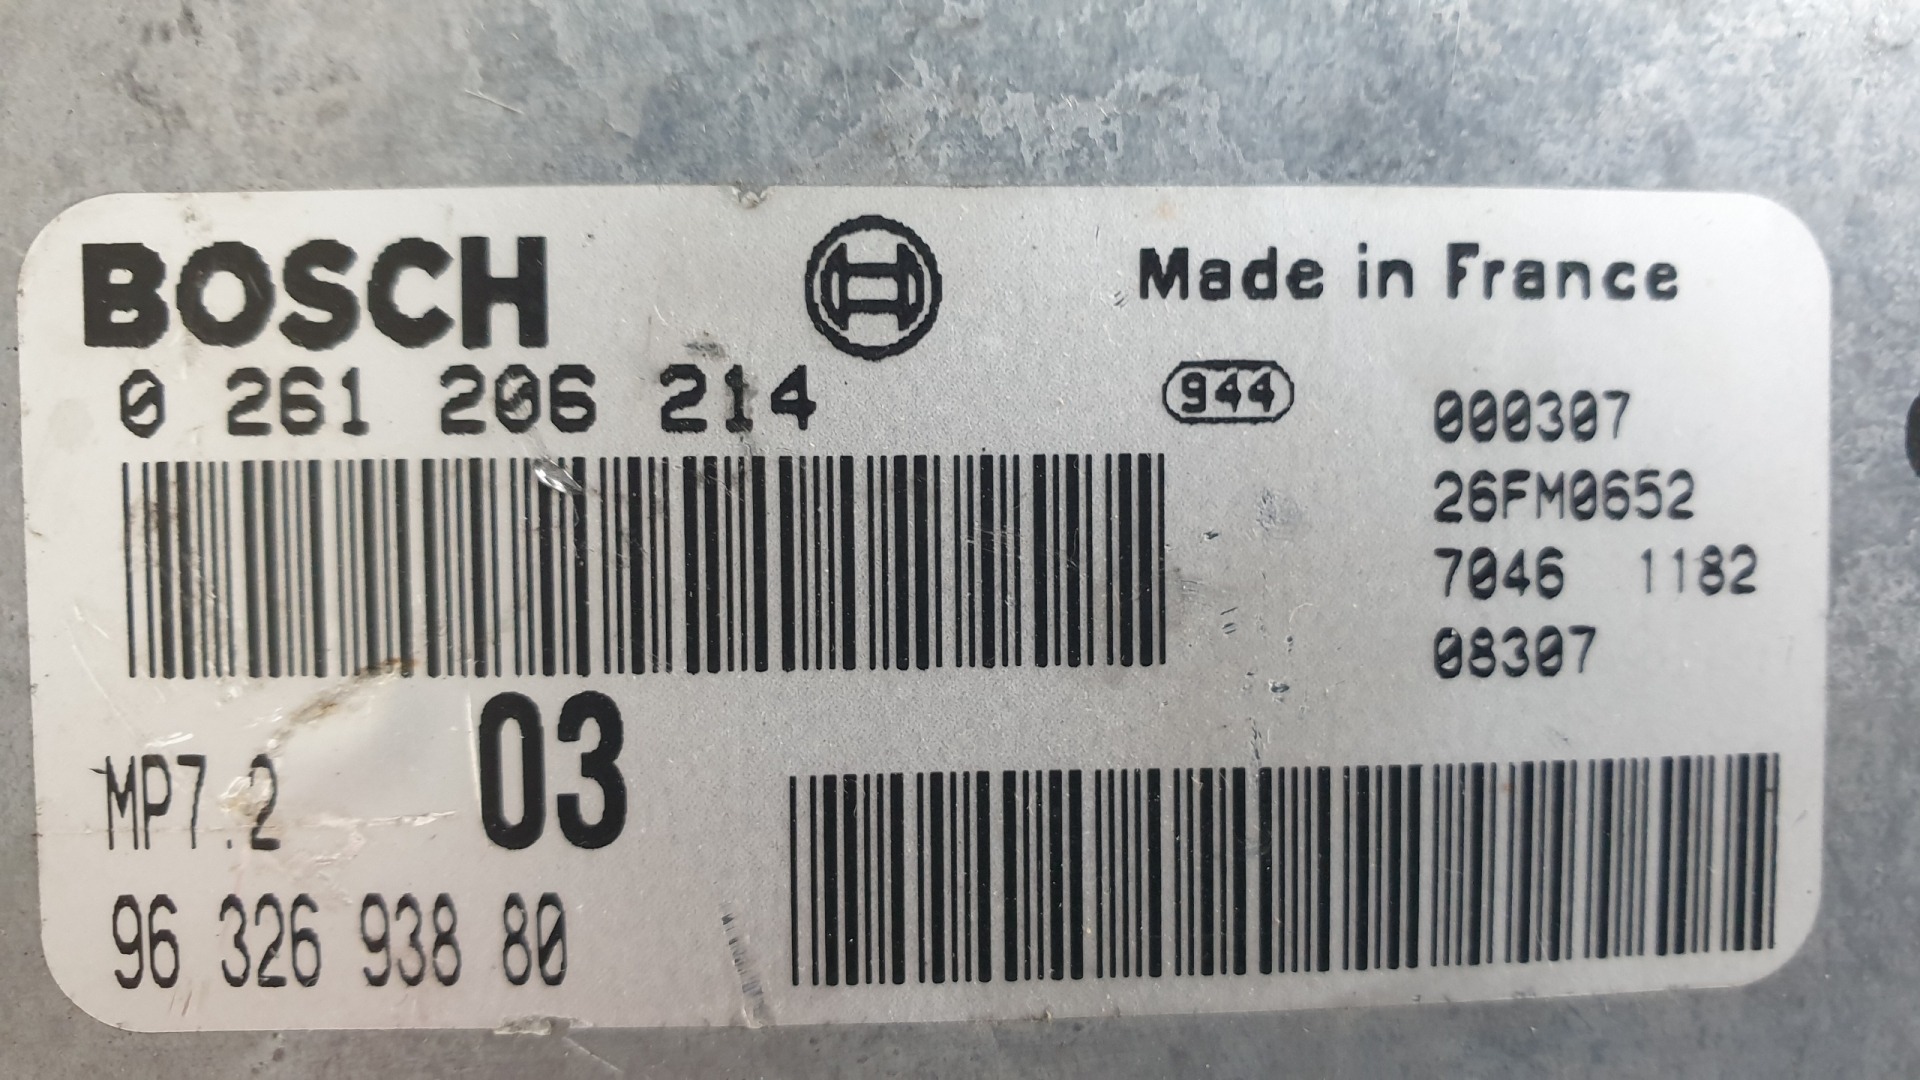 BOSCH
Made in France
0 261 206 214
944
000307
26FM0652
7046 1182
08307
MP7.2
03
96 326 938 80